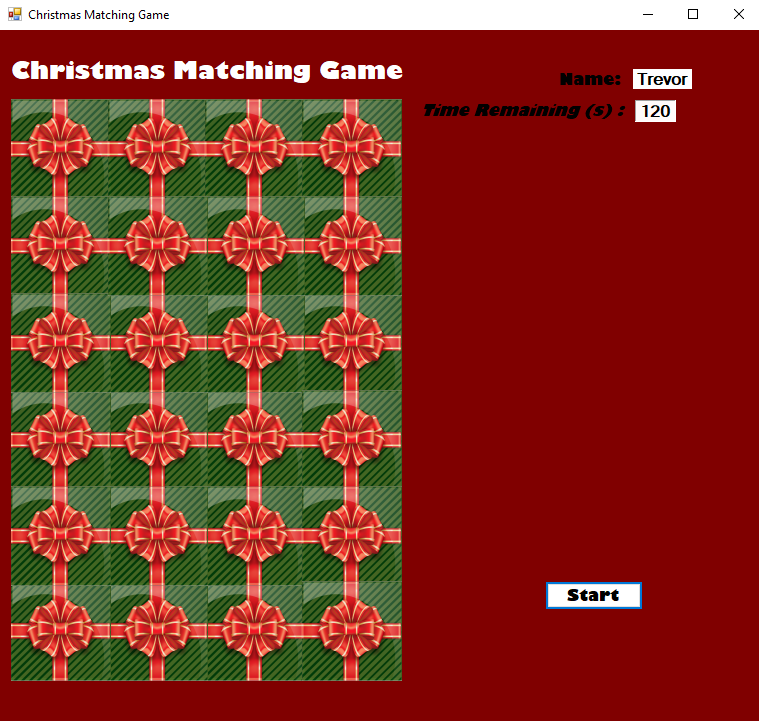 Christmas Matching Game
Christmas Matching Game
Name: Trevor
Time Remaining (s) : 120
Start